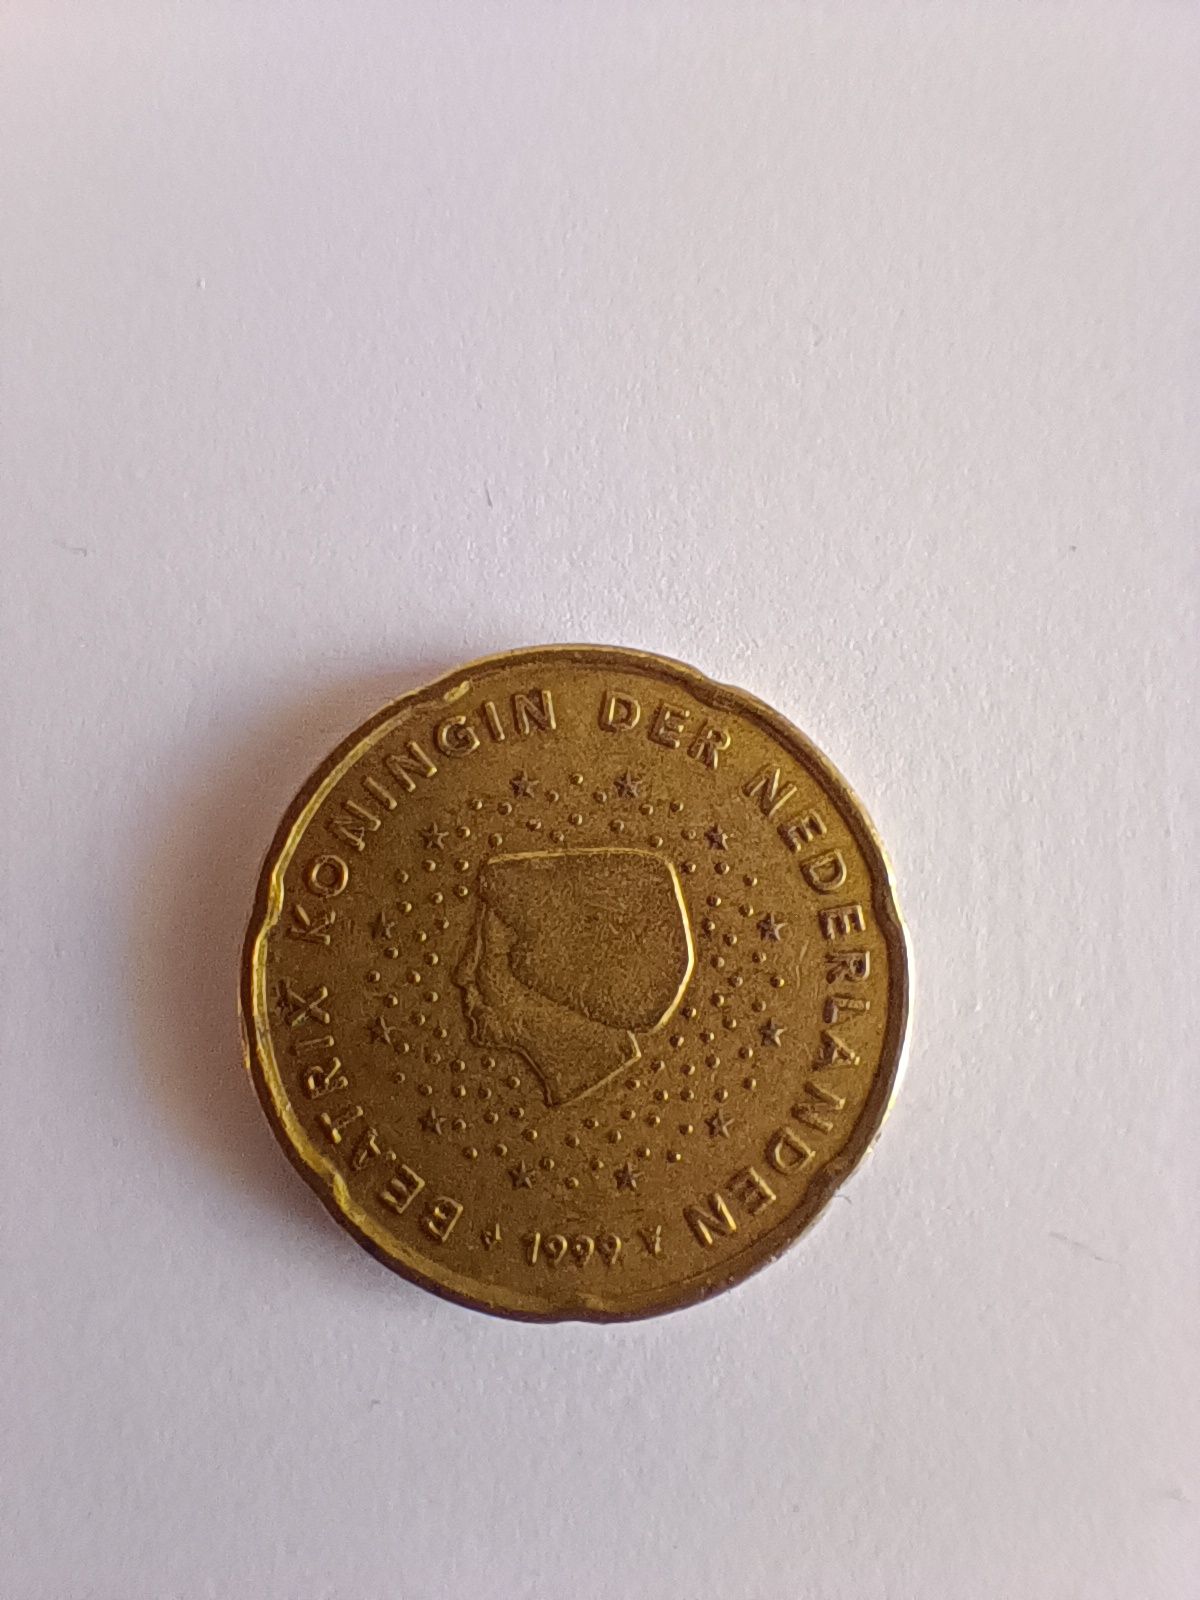 BEATRIX KONINGIN DER NEDERLANDEN
1999